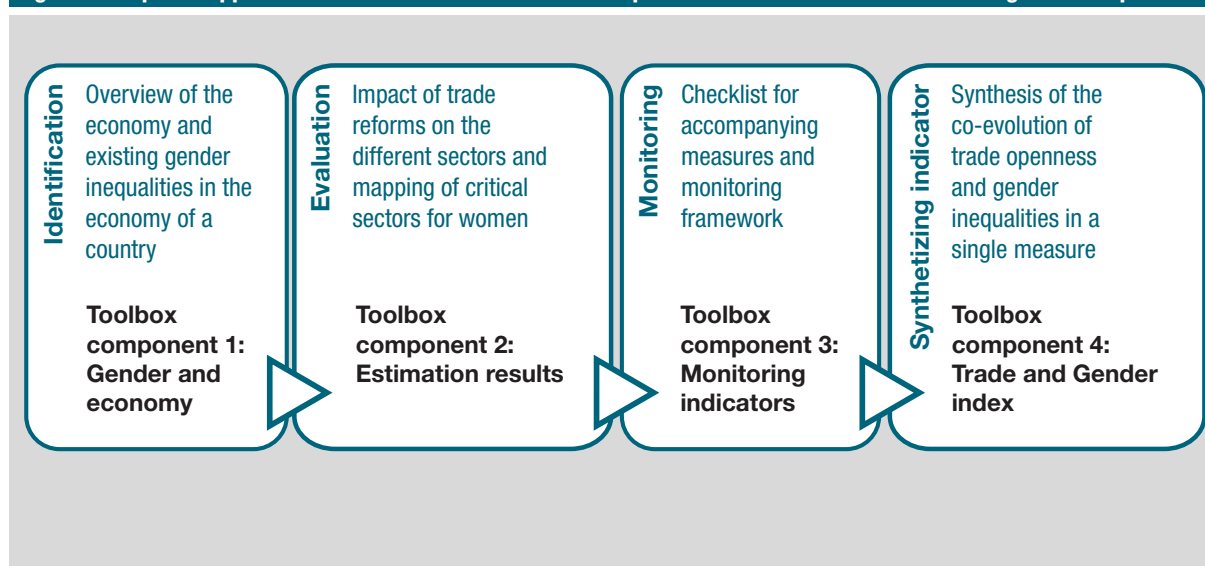 Identification
Overview of the
economy and
existing gender
inequalities in the
economy of a
country
Toolbox
component 1:
Gender and
economy
Evaluation
Impact of trade
reforms on the
different sectors and
mapping of critical
sectors for women
Toolbox
component 2:
Estimation results
Monitoring
Checklist for
accompanying
measures and
monitoring
framework
Toolbox
component 3:
Monitoring
indicators
Synthetizing indicator
Synthesis of the
co-evolution of
trade openness
and gender
inequalities in a
single measure
Toolbox
component 4:
Trade and Gender
index